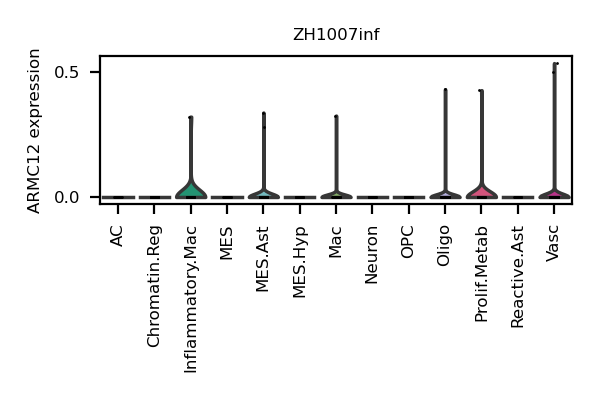 ZH1007inf
ARMC12 expression
0.5
0.0
AC
Chromatin.Reg
Inflammatory.Mac
MES
MES.Ast
MES.Hyp
Mac
Neuron
OPC
Oligo
Prolif.Metab
Reactive.Ast
Vasc